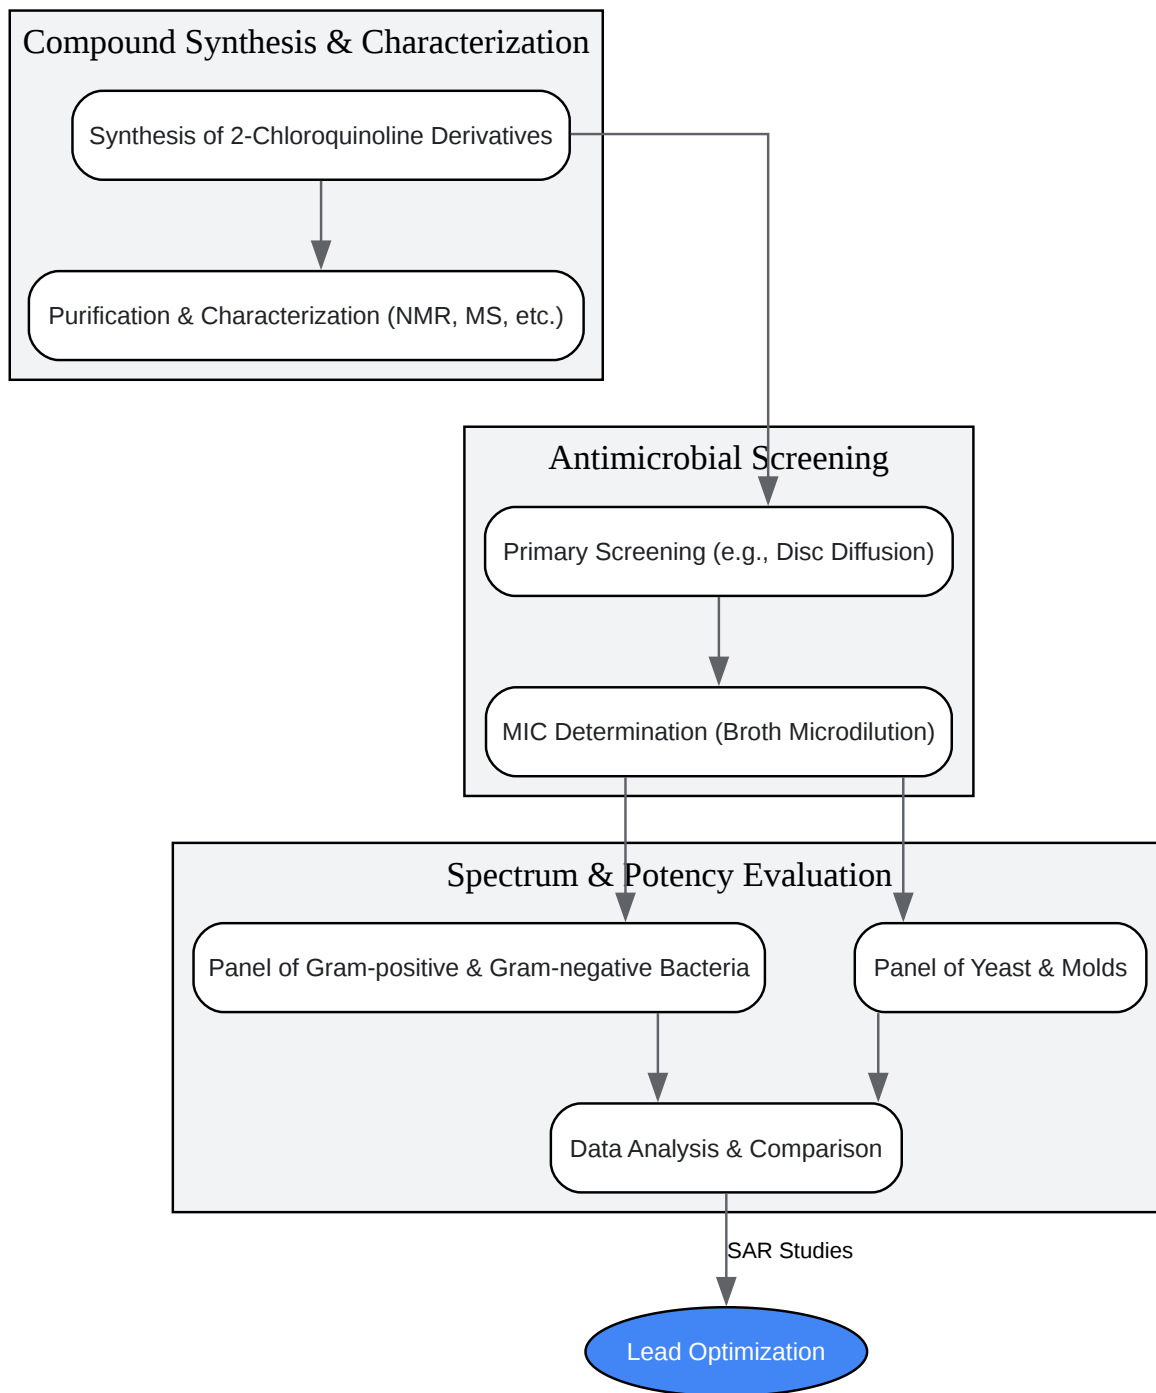 Compound Synthesis & Characterization
Synthesis of 2-Chloroquinoline Derivatives
Purification & Characterization (NMR, MS, etc.)
Antimicrobial Screening
Primary Screening (e.g., Disc Diffusion)
MIC Determination (Broth Microdilution)
Spectrum & Potency Evaluation
Panel of Gram-positive & Gram-negative Bacteria
Panel of Yeast & Molds
Data Analysis & Comparison
SAR Studies
Lead Optimization